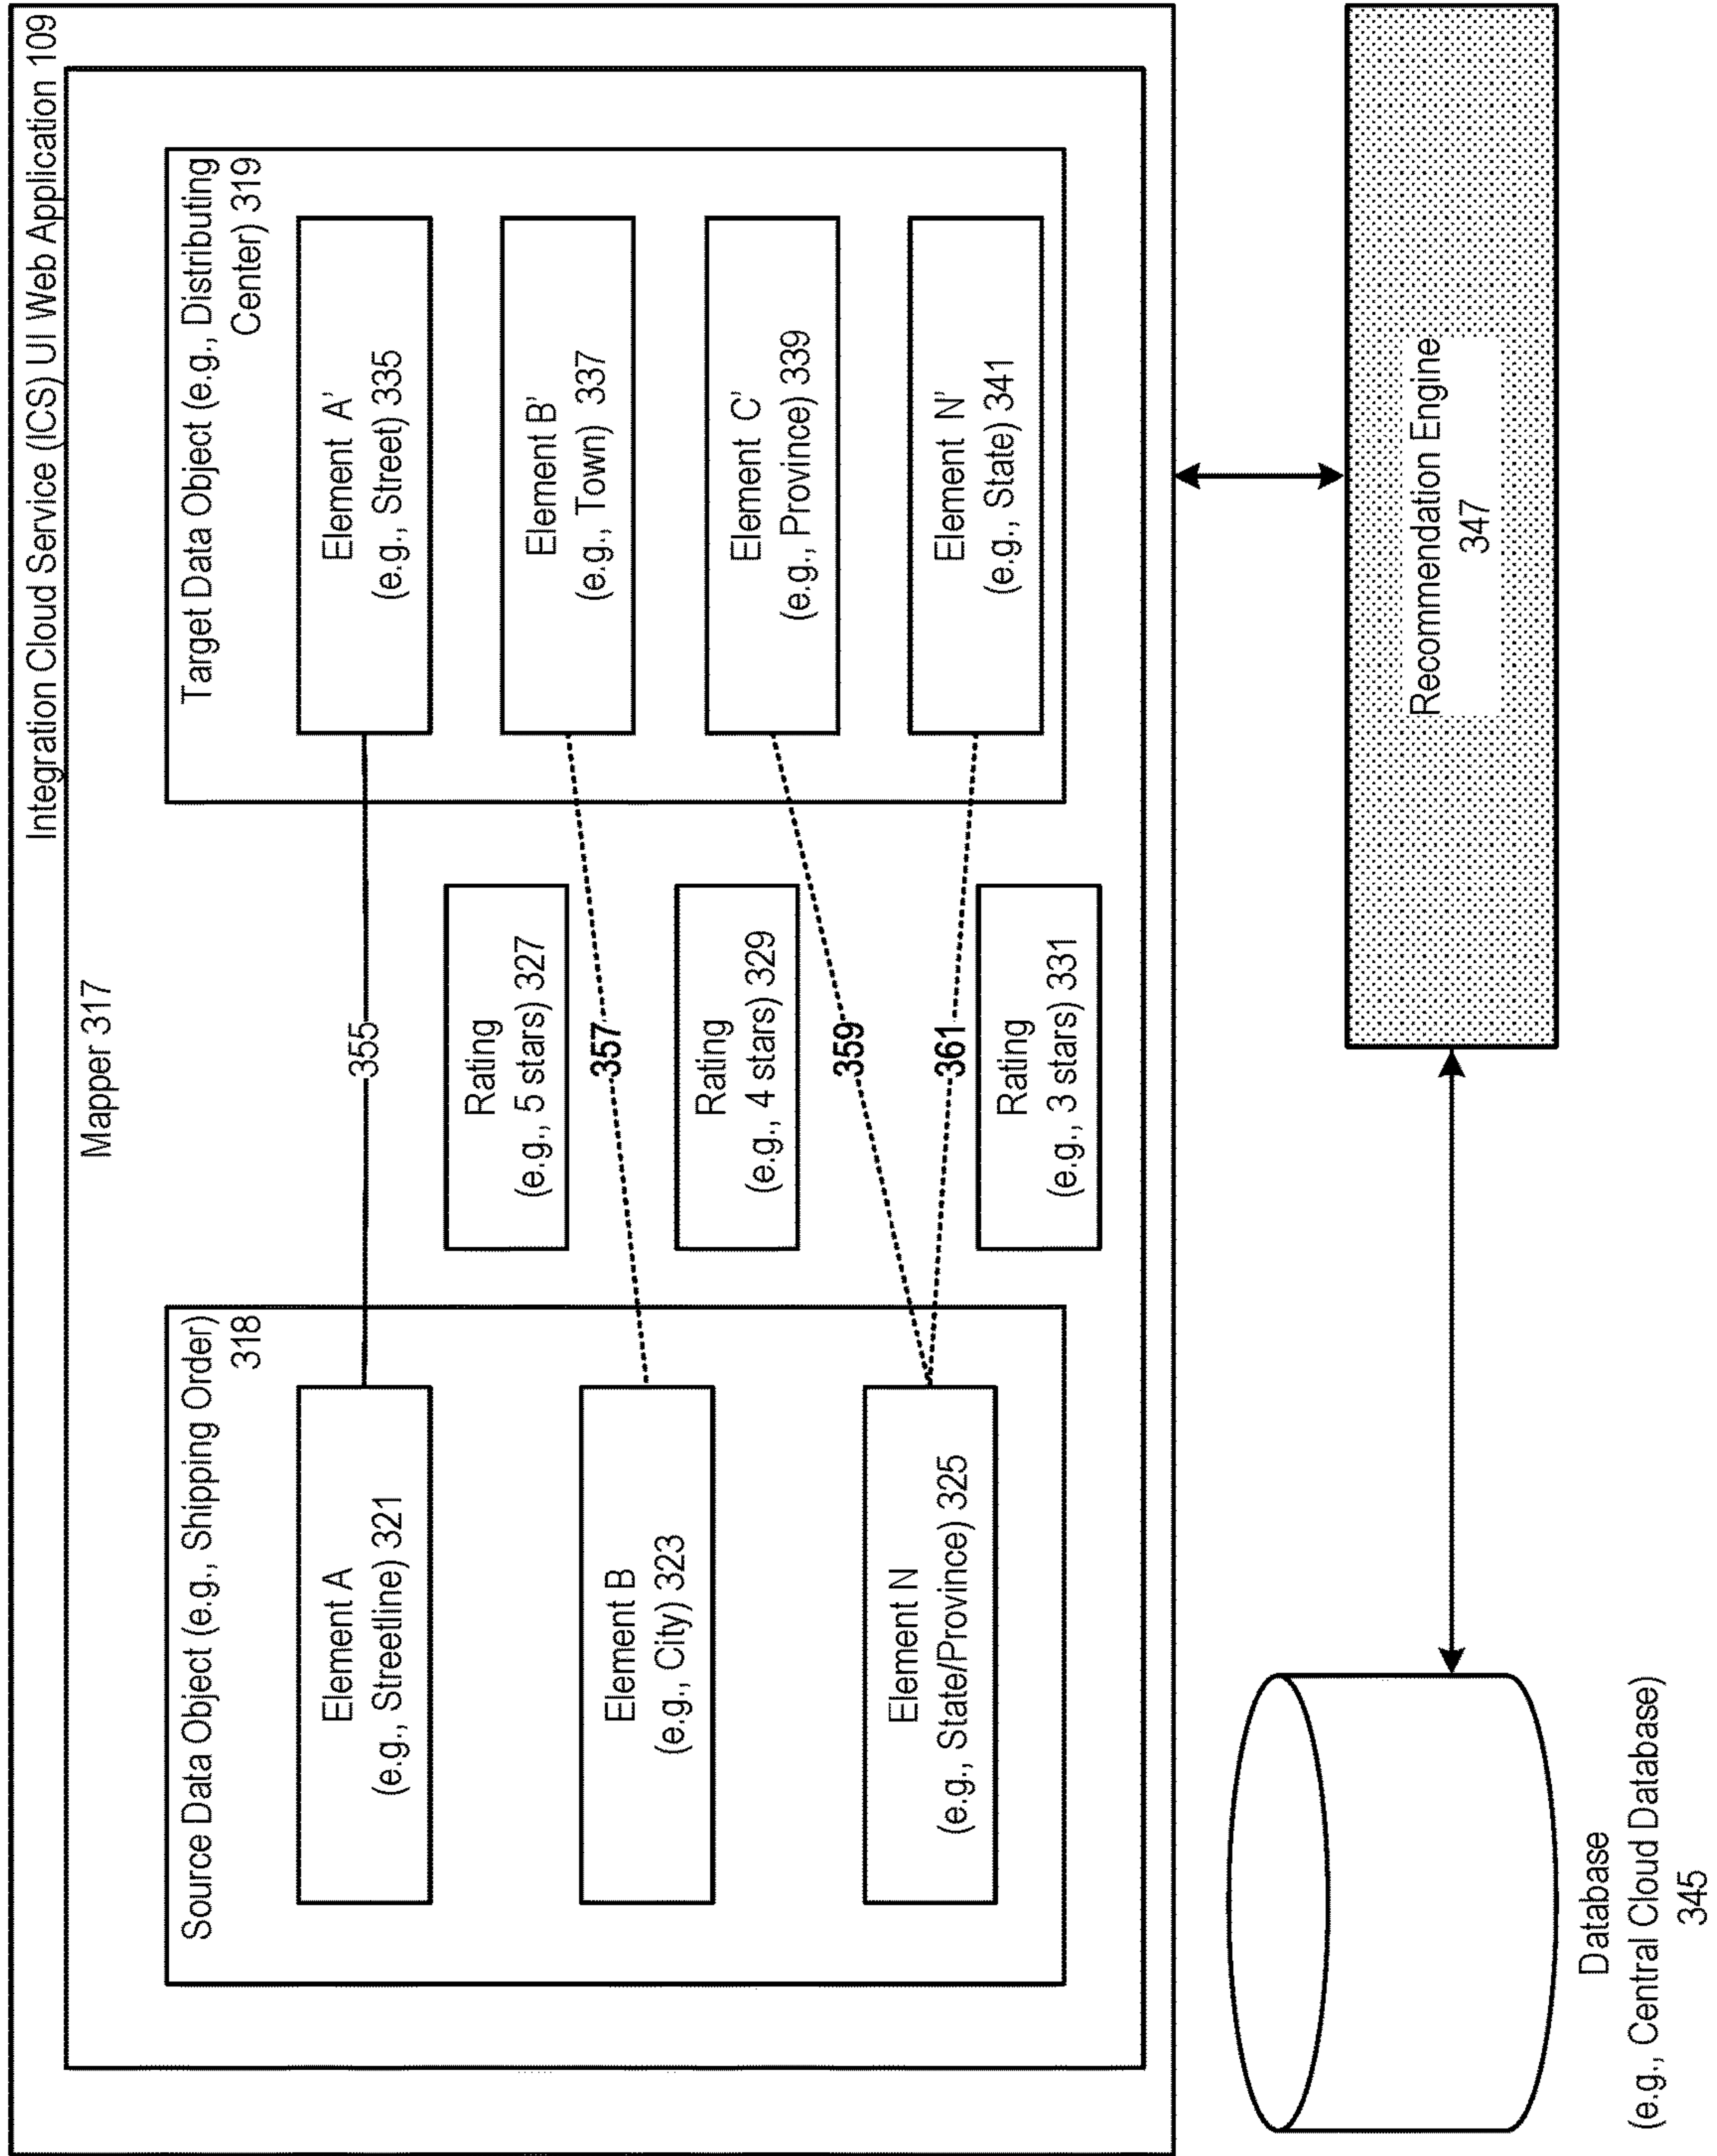 Integration Cloud Service (ICS) UI Web Application 109
Mapper 317
Source Data Object (e.g., Shipping Order)
318
Element A
(e.g., Streetline) 321
Element B
(e.g., City) 323
Element N
(e.g., State/Province) 325
355
Rating
(e.g., 5 stars) 327
357
Rating
(e.g., 4 stars) 329
359
361
Rating
(e.g., 3 stars) 331
Target Data Object (e.g., Distributing
Center) 319
Element A'
(e.g., Street) 335
Element B'
(e.g., Town) 337
Element C'
(e.g., Province) 339
Element N'
(e.g., State) 341
Database
(e.g., Central Cloud Database)
345
Recommendation Engine
347